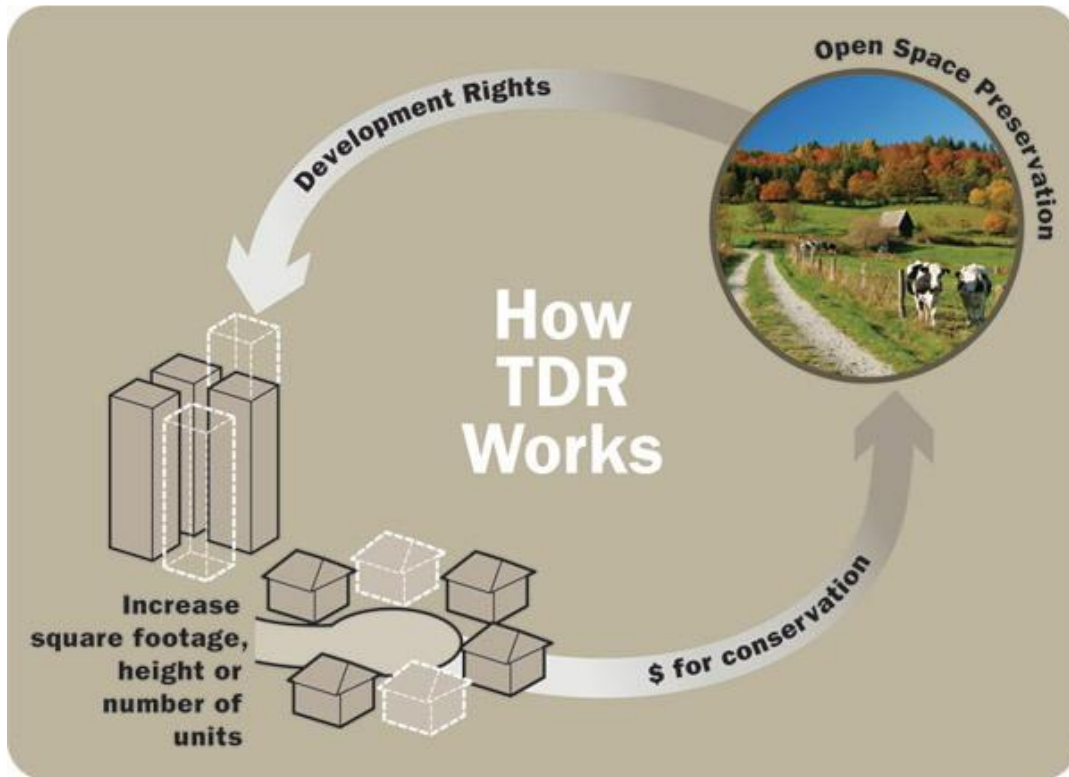 Open Space Preservation
Development Rights
How
TDR
Works
Increase
square footage,
height or
number of
units
$ for conservation